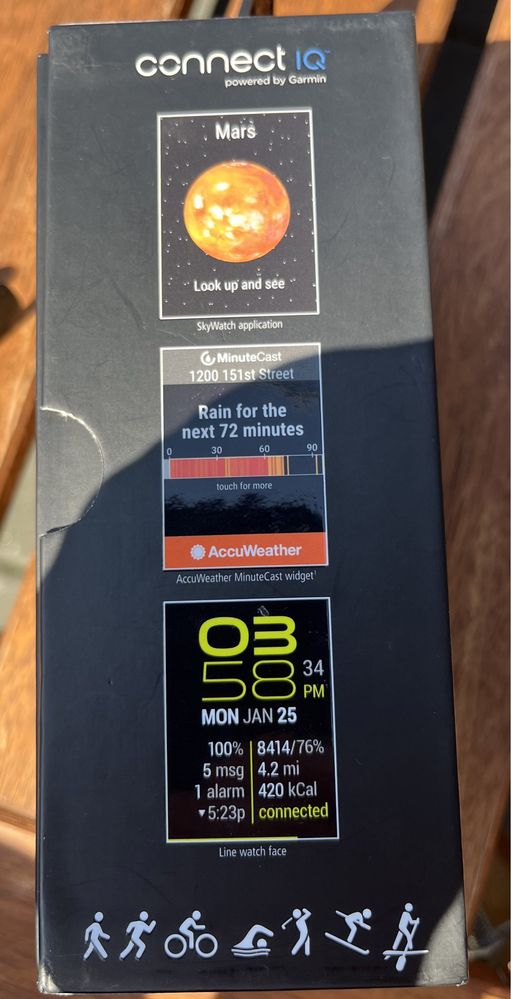 connect IQ™
powered by Garmin
Mars
Look up and see
SkyWatch application
MinuteCast
1200 151st Street
Rain for the
next 72 minutes
0 30 60 90
touch for more
AccuWeather
AccuWeather MinuteCast widget¹
03
58 34
PM
MON JAN 25
100% 8414/76%
5 msg 4.2 mi
1 alarm 420 kCal
▾5:23p connected
Line watch face